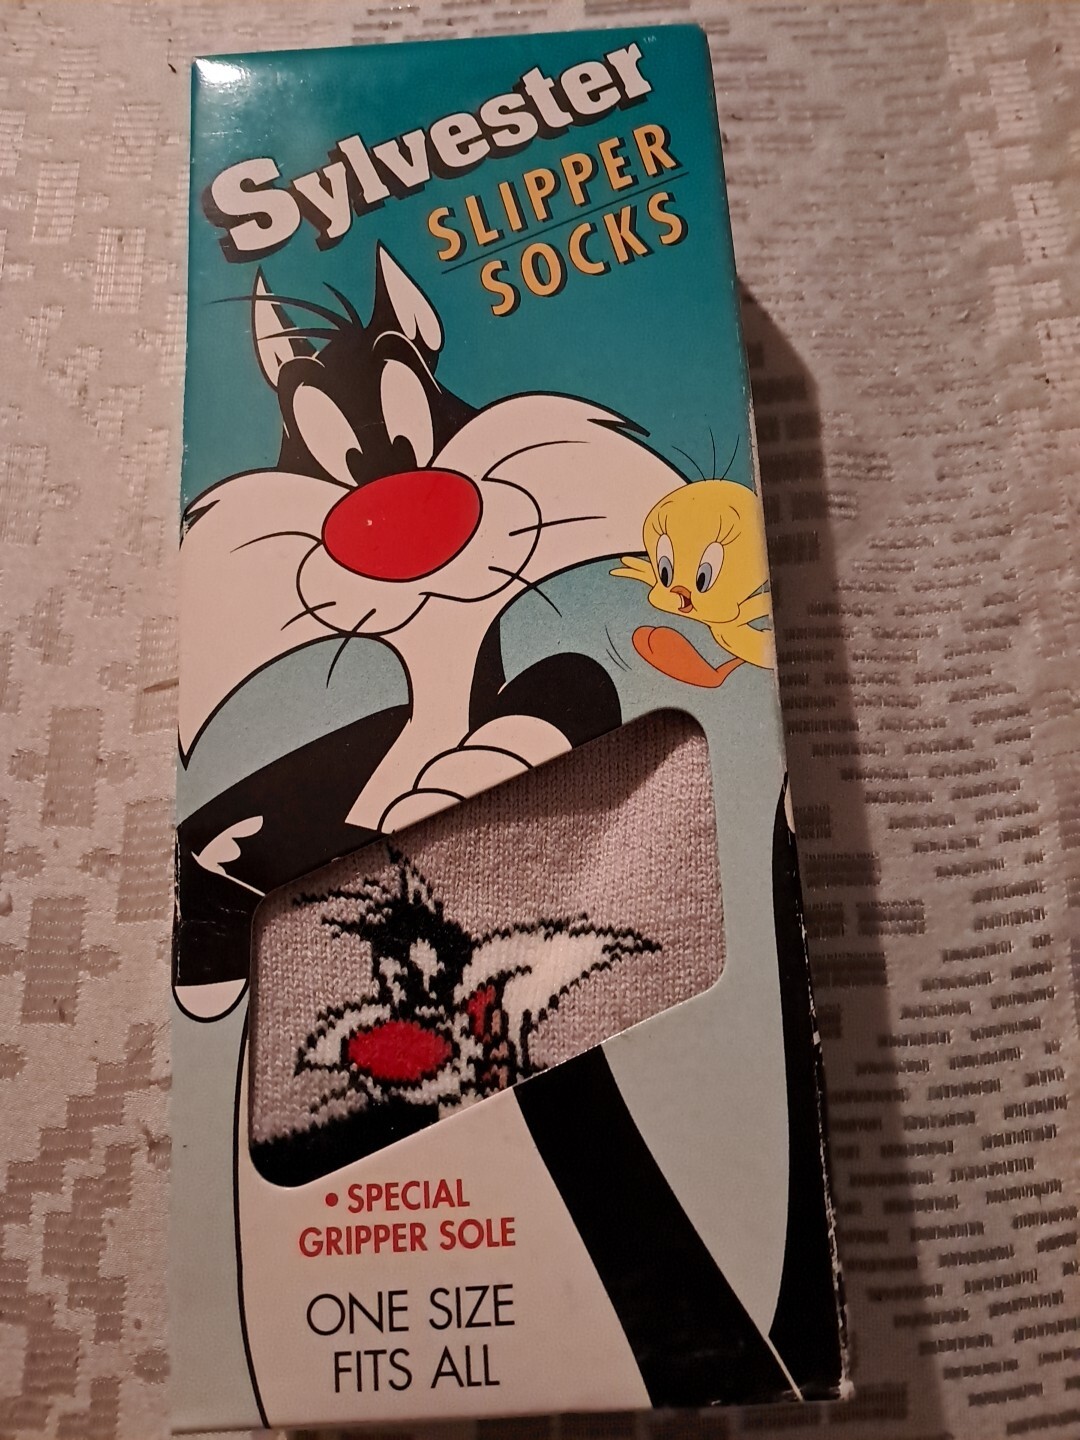 Sylvester
SLIPPER
SOCKS
• SPECIAL
GRIPPER SOLE
ONE SIZE
FITS ALL